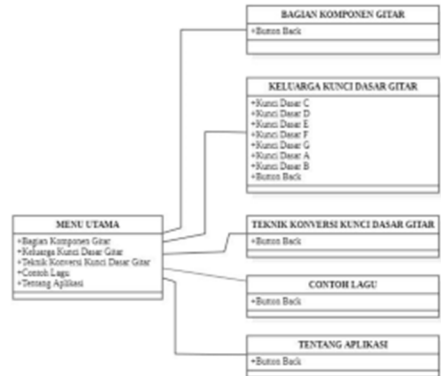 BAGIAN KOMPONEN GITAR
+Button Back
KELUARGA KUNCI DASAR GITAR
+Kunci Dasar C
+Kunci Dasar D
+Kunci Dasar E
+Kunci Dasar F
+Kunci Dasar G
+Kunci Dasar A
+Kunci Dasar B
+Button Back
MENU UTAMA
+Bagian Komponen Gitar
+Keluarga Kunci Dasar Gitar
+Teknik Konversi Kunci Dasar Gitar
+Contoh Lagu
+Tentang Aplikasi
TEKNIK KONVERSI KUNCI DASAR GITAR
+Button Back
CONTOH LAGU
+Button Back
TENTANG APLIKASI
+Button Back